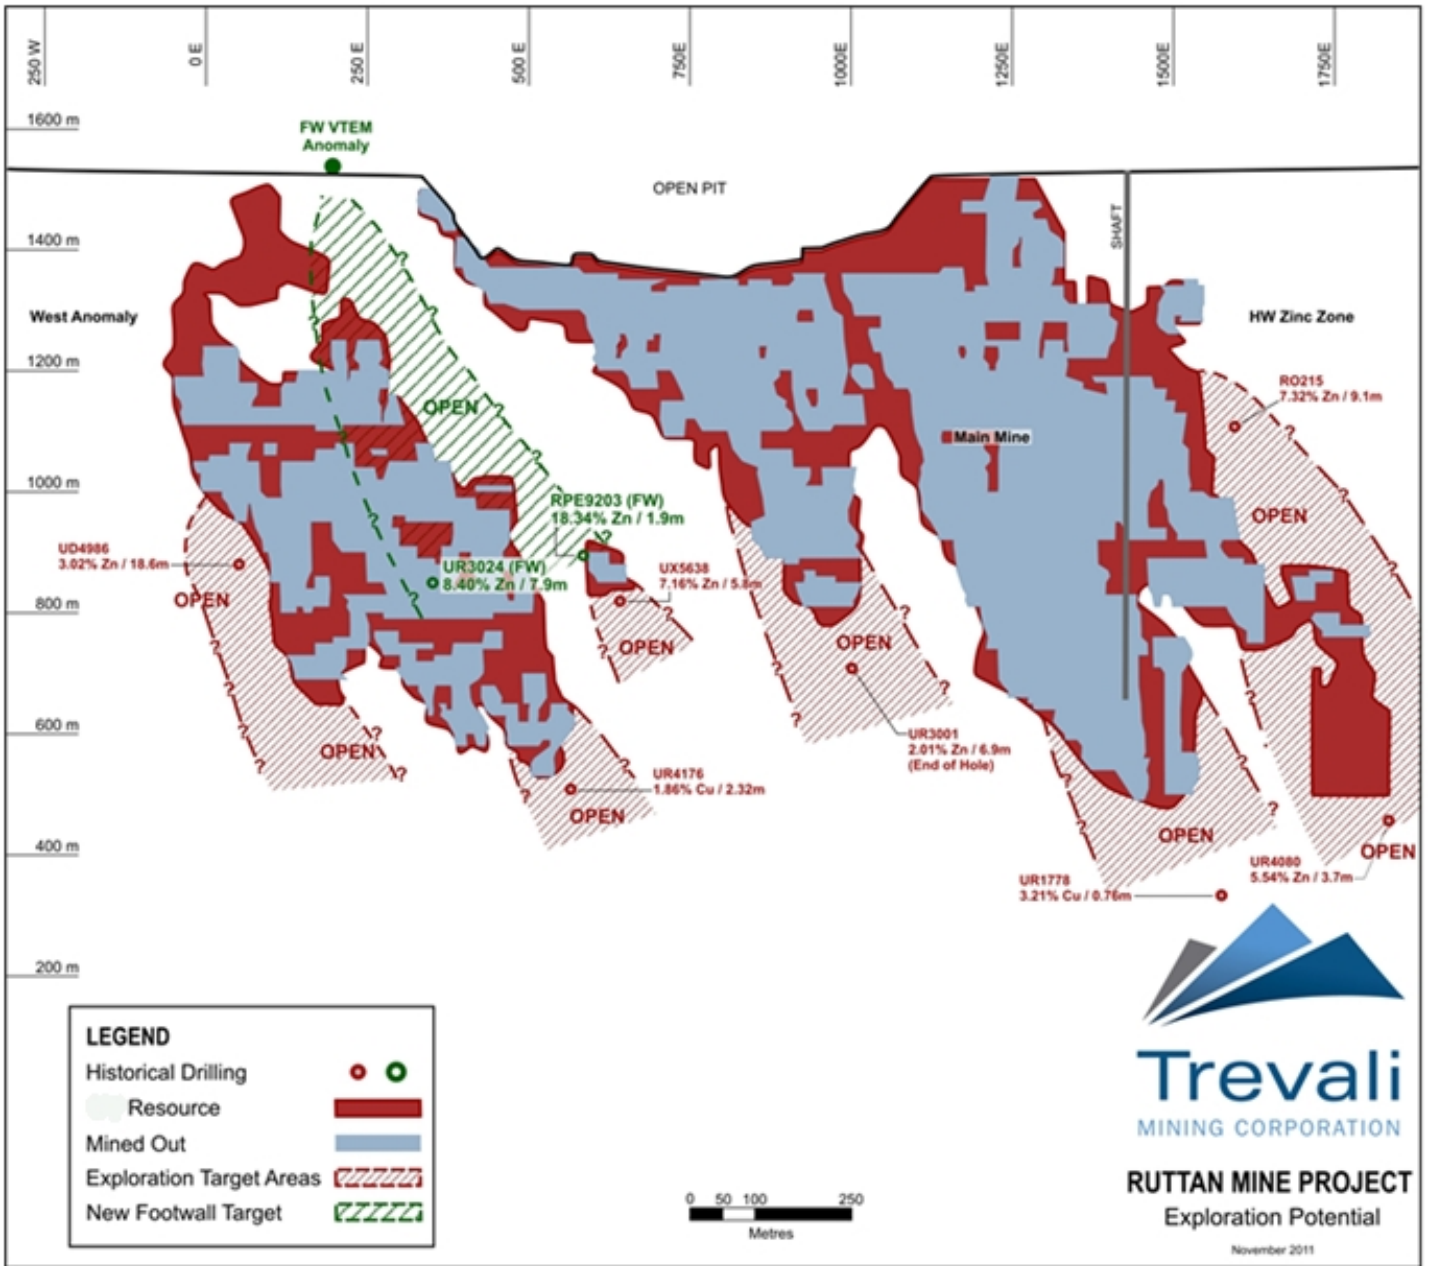 250 W
0 E
250 E
500 E
750E
1000E
1250E
1500E
1750E
1600 m
FW VTEM
Anomaly
OPEN PIT
SHAFT
1400 m
West Anomaly
HW Zinc Zone
1200 m
RO215
7.32% Zn / 9.1m
OPEN
Main Mine
1000 m
RPE9203 (FW)
18.34% Zn / 1.9m
OPEN
UD4986
3.02% Zn / 18.6m
UR3024 (FW)
8.40% Zn / 7.9m
UX5638
7.16% Zn / 5.8m
OPEN
800 m
OPEN
OPEN
600 m
OPEN
UR3001
2.01% Zn / 6.9m
(End of Hole)
UR4176
1.86% Cu / 2.32m
OPEN
OPEN
400 m
OPEN
UR4080
5.54% Zn / 3.7m
UR1778
3.21% Cu / 0.76m
200 m
LEGEND
Historical Drilling
Resource
Mined Out
Exploration Target Areas
New Footwall Target
0 50 100 250
Metres
Trevali
MINING CORPORATION
RUTTAN MINE PROJECT
Exploration Potential
November 2011